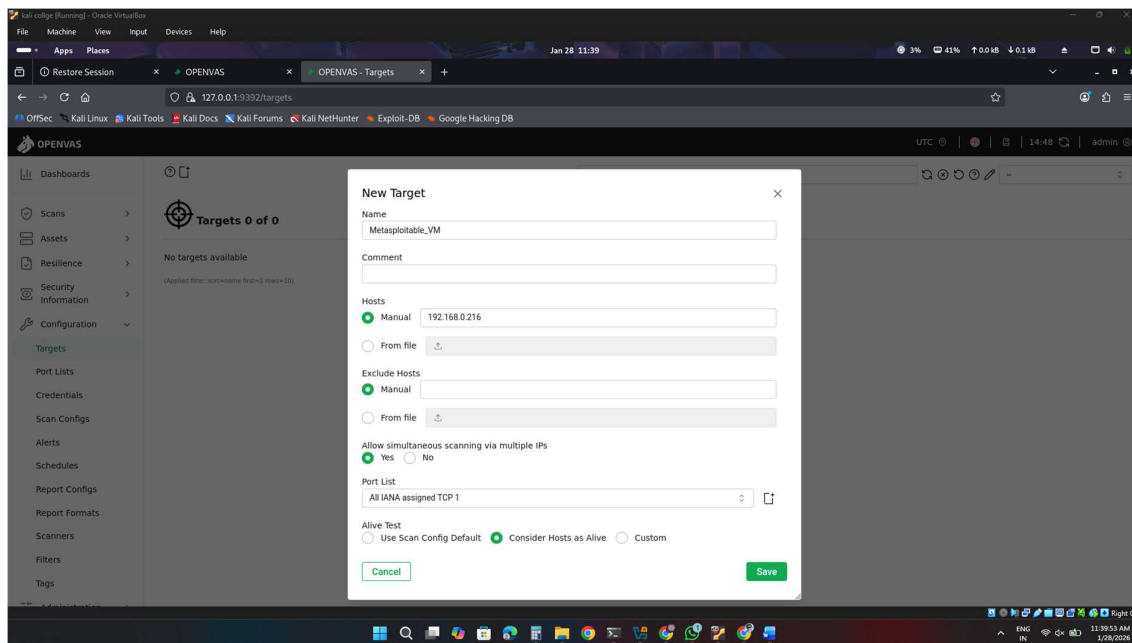 kali collge [Running] - Oracle VirtualBox
File Machine View Input Devices Help
Apps Places Jan 28 11:39 3% 41% 0.0 kB 0.1 kB
Restore Session OPENVAS OPENVAS - Targets
127.0.0.1:9392/targets
OffSec Kali Linux Kali Tools Kali Docs Kali Forums Kali NetHunter Exploit-DB Google Hacking DB
OPENVAS UTC 14:48 admin
Dashboards
Scans
Assets
Resilience
Security
Information
Configuration
Targets
Port Lists
Credentials
Scan Configs
Alerts
Schedules
Report Configs
Report Formats
Scanners
Filters
Tags
Targets 0 of 0
No targets available
(Applied filter: sort=name first=1 rows=10)
--
New Target
Name
Metasploitable_VM
Comment
Hosts
Manual 192.168.0.216
From file
Exclude Hosts
Manual
From file
Allow simultaneous scanning via multiple IPs
Yes No
Port List
All IANA assigned TCP 1
Alive Test
Use Scan Config Default Consider Hosts as Alive Custom
Cancel Save
Right
ENG
IN
11:39:53 AM
1/28/2026